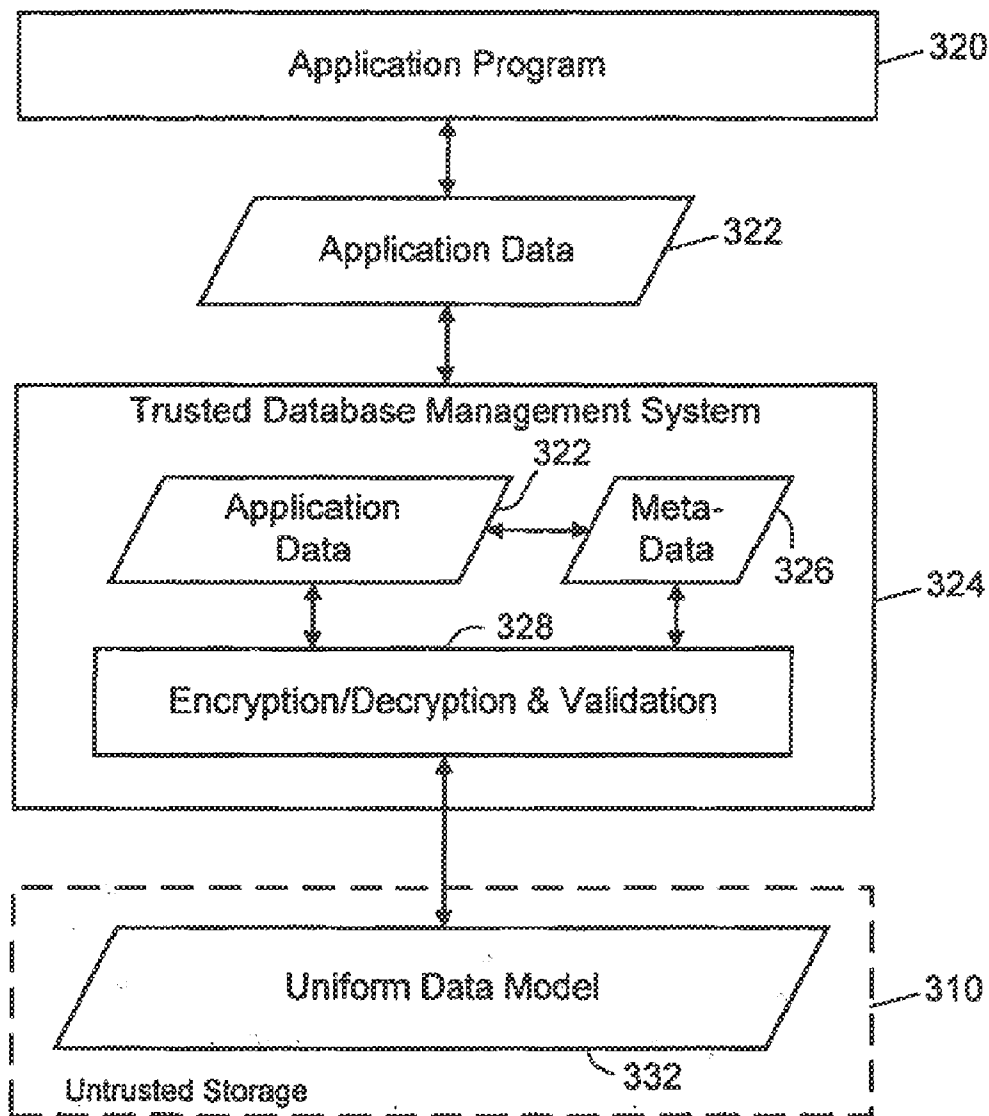 Application Program
320
Application Data
322
Trusted Database Management System
322
Application
Data
Meta-
Data
326
324
328
Encryption/Decryption & Validation
Uniform Data Model
310
332
Untrusted Storage